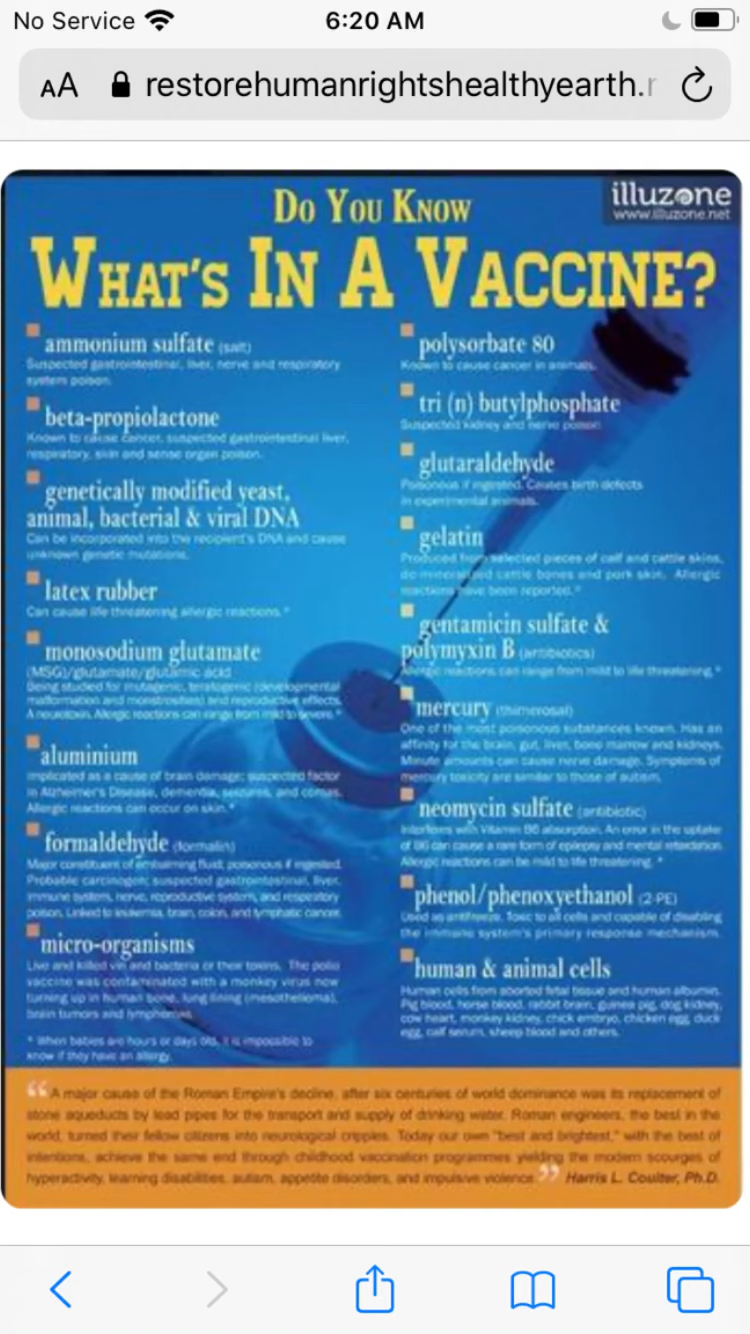 No Service
6:20 AM
AA
restorehumanrightshealthyearth.r
illuzone
www.illuzone.net
Do You Know
What's In A Vaccine?
ammonium sulfate (salt)
Suspected gastrointestinal, liver, nerve and respiratory
system poison.
beta-propiolactone
Known to cause cancer, suspected gastrointestinal liver,
respiratory, skin and sense organ poison.
genetically modified yeast,
animal, bacterial & viral DNA
Can be incorporated into the recipient's DNA and cause
unknown genetic mutations.
latex rubber
Can cause life threatening allergic reactions.*
monosodium glutamate
(MSG)/glutamate/glutamic acid
Being studied for mutagenic, teratogenic (developmental
malformation and monstrosities) and reproductive effects.
A neurotoxin. Allergic reactions can range from mild to severe.*
aluminium
Implicated as a cause of brain damage; suspected factor
in Alzheimer's Disease, dementia, seizures, and comas.
Allergic reactions can occur on skin.*
formaldehyde (formalin)
Major constituent of embalming fluid; poisonous if ingested.
Probable carcinogen; suspected gastrointestinal, liver,
immune system, nerve, reproductive system, and respiratory
poison. Linked to leukemia, brain, colon, and lymphatic cancer.
micro-organisms
Live and killed viri and bacteria or their toxins. The polio
vaccine was contaminated with a monkey virus now
turning up in human bone, lung lining (mesothelioma),
brain tumors and lymphomas.
* When babies are hours or days old, it is impossible to
know if they have an allergy.
polysorbate 80
Known to cause cancer in animals.
tri (n) butylphosphate
Suspected kidney and nerve poison
glutaraldehyde
Poisonous if ingested. Causes birth defects
in experimental animals.
gelatin
Produced from selected pieces of calf and cattle skins,
de-mineralized cattle bones and pork skin. Allergic
reactions have been reported.*
gentamicin sulfate &
polymyxin B (antibiotics)
Allergic reactions can range from mild to life threatening.*
mercury (thimerosal)
One of the most poisonous substances known. Has an
affinity for the brain, gut, liver, bone marrow and kidneys.
Minute amounts can cause nerve damage. Symptoms of
mercury toxicity are similar to those of autism.
neomycin sulfate (antibiotic)
Interferes with Vitamin B6 absorption. An error in the uptake
of B6 can cause a rare form of epilepsy and mental retardation.
Allergic reactions can be mild to life threatening. *
phenol/phenoxyethanol (2-PE)
Used as antifreeze. Toxic to all cells and capable of disabling
the immune system's primary response mechanism.
human & animal cells
Human cells from aborted fetal tissue and human albumin.
Pig blood, horse blood, rabbit brain, guinea pig, dog kidney,
cow heart, monkey kidney, chick embryo, chicken egg, duck
egg, calf serum, sheep blood and others.
“A major cause of the Roman Empire's decline, after six centuries of world dominance was its replacement of
stone aqueducts by lead pipes for the transport and supply of drinking water. Roman engineers, the best in the
world, turned their fellow citizens into neurological cripples. Today our own "best and brightest," with the best of
intentions, achieve the same end through childhood vaccination programmes yielding the modern scourges of
hyperactivity, learning disabilities, autism, appetite disorders, and impulsive violence.” Harris L. Coulter, Ph.D.